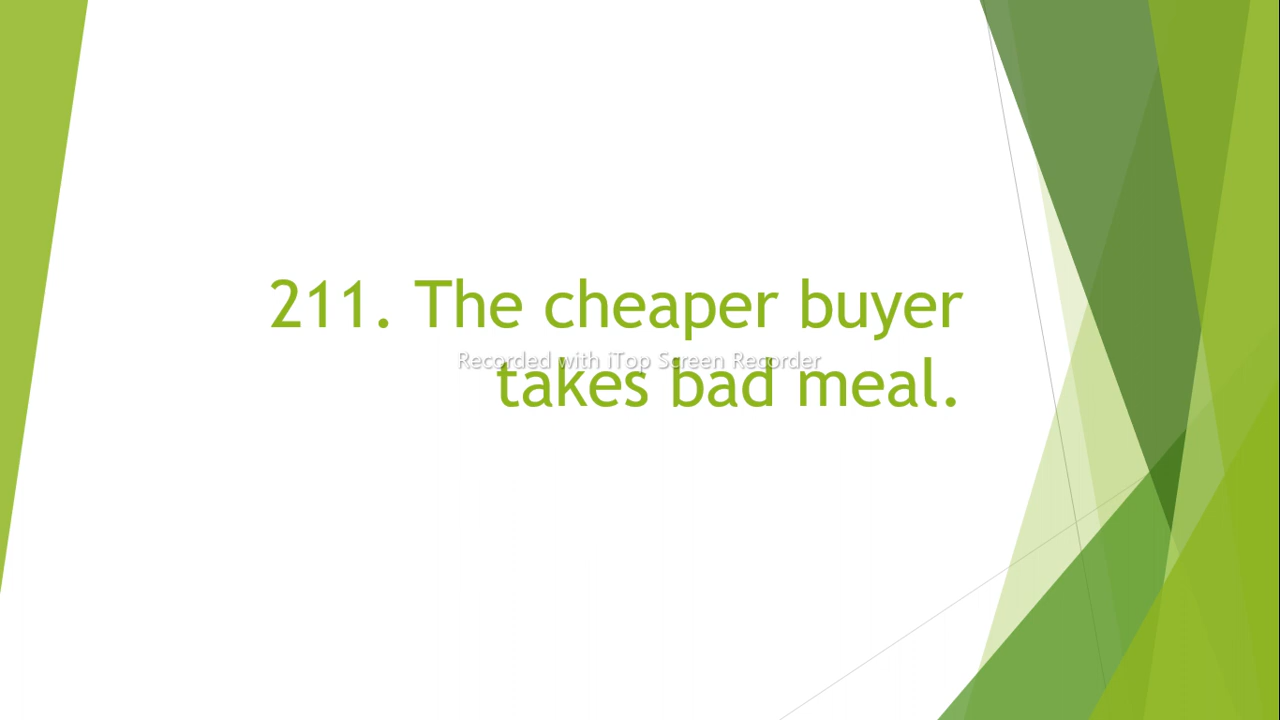 211. The cheaper buyer
Recorded with iTop Screen Recorder
takes bad meal.